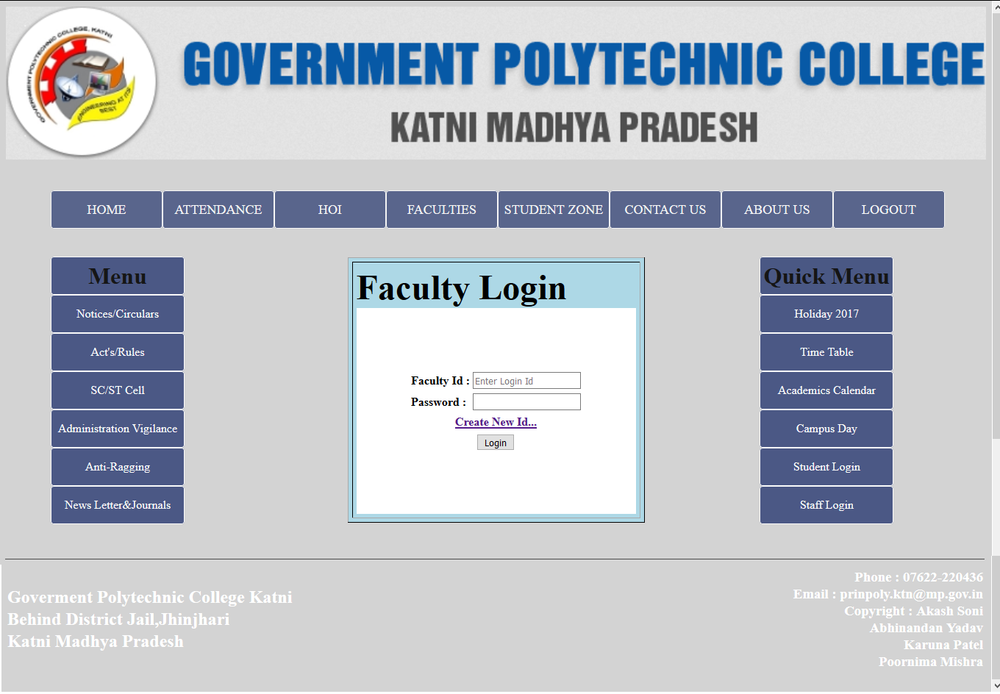 GOVERNMENT POLYTECHNIC COLLEGE, KATNI
ENGINEERING AT ITS
BEST
GOVERNMENT POLYTECHNIC COLLEGE
KATNI MADHYA PRADESH
HOME ATTENDANCE HOI FACULTIES STUDENT ZONE CONTACT US ABOUT US LOGOUT
Menu
Notices/Circulars
Act's/Rules
SC/ST Cell
Administration Vigilance
Anti-Ragging
News Letter&Journals
Faculty Login
Faculty Id : Enter Login Id
Password :
Create New Id...
Login
Quick Menu
Holiday 2017
Time Table
Academics Calendar
Campus Day
Student Login
Staff Login
Goverment Polytechnic College Katni
Behind District Jail,Jhinjhari
Katni Madhya Pradesh
Phone : 07622-220436
Email : prinpoly.ktn@mp.gov.in
Copyright : Akash Soni
Abhinandan Yadav
Karuna Patel
Poornima Mishra